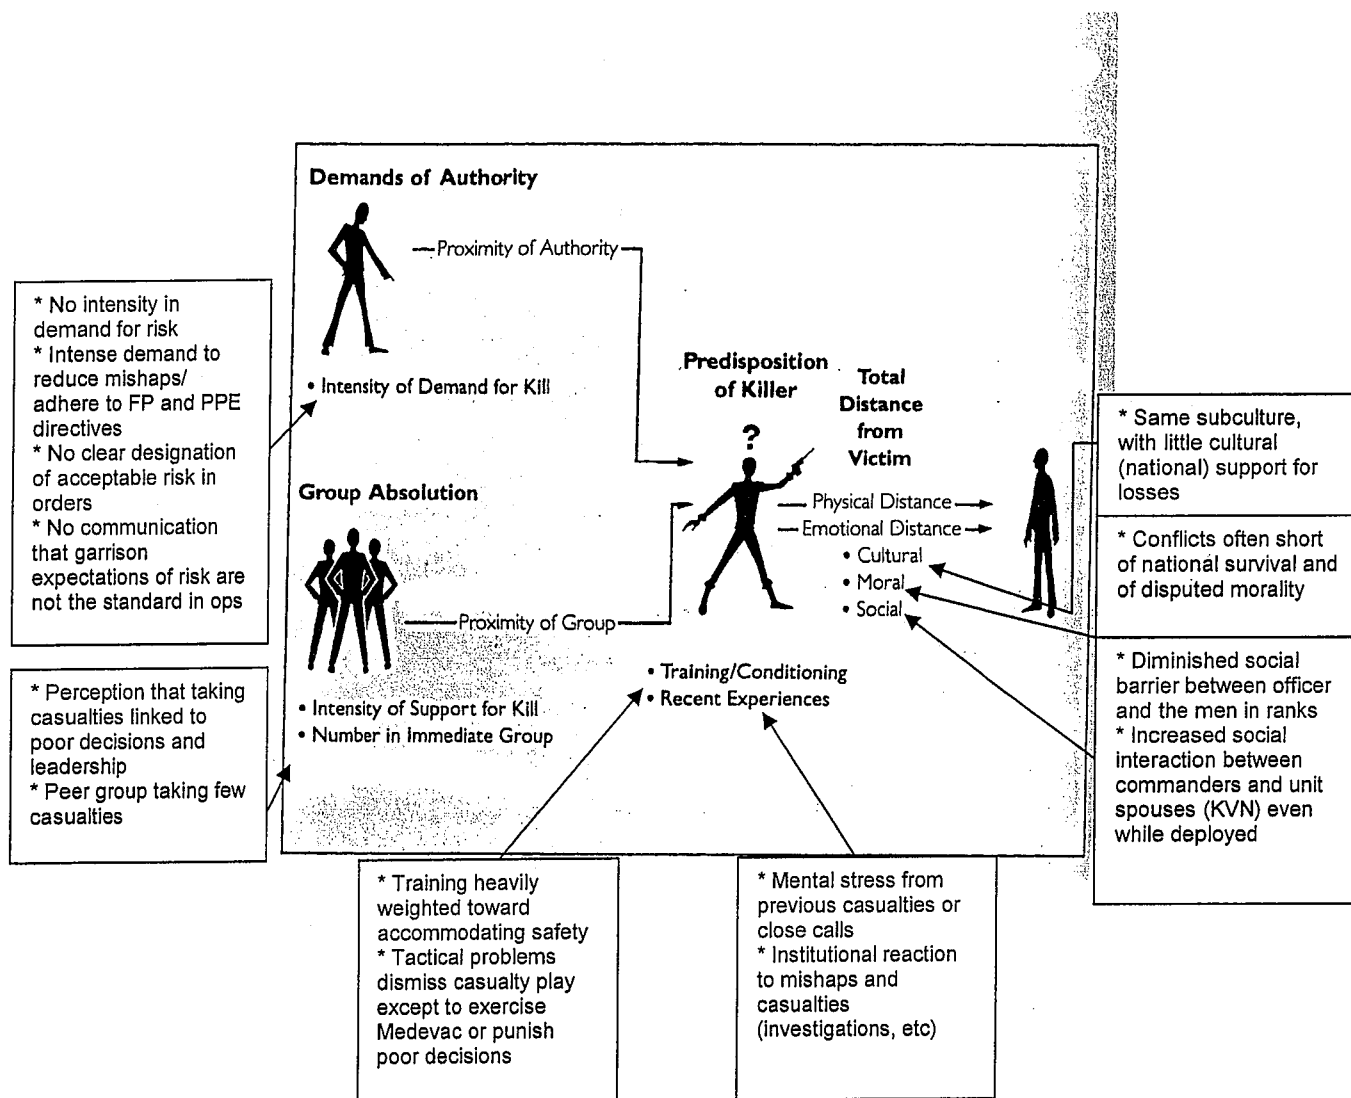 Demands of Authority
Proximity of Authority
• Intensity of Demand for Kill
Group Absolution
Proximity of Group
• Intensity of Support for Kill
• Number in Immediate Group
Predisposition
of Killer
?
• Training/Conditioning
• Recent Experiences
Total
Distance
from
Victim
Physical Distance
Emotional Distance
• Cultural
• Moral
• Social
* No intensity in
demand for risk
* Intense demand to
reduce mishaps/
adhere to FP and PPE
directives
* No clear designation
of acceptable risk in
orders
* No communication
that garrison
expectations of risk are
not the standard in ops
* Perception that taking
casualties linked to
poor decisions and
leadership
* Peer group taking few
casualties
* Training heavily
weighted toward
accommodating safety
* Tactical problems
dismiss casualty play
except to exercise
Medevac or punish
poor decisions
* Mental stress from
previous casualties or
close calls
* Institutional reaction
to mishaps and
casualties
(investigations, etc)
* Same subculture,
with little cultural
(national) support for
losses
* Conflicts often short
of national survival and
of disputed morality
* Diminished social
barrier between officer
and the men in ranks
* Increased social
interaction between
commanders and unit
spouses (KVN) even
while deployed